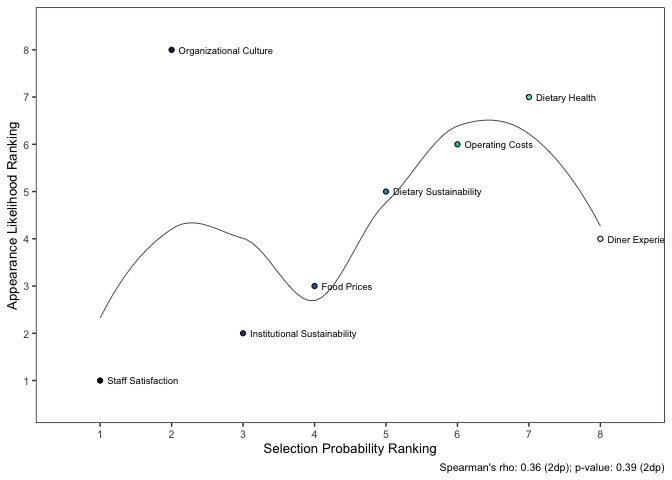 8
Organizational Culture
7
Dietary Health
6
Operating Costs
5
Dietary Sustainability
4
Diner Experie
3
Food Prices
2
Institutional Sustainability
1
Staff Satisfaction
Appearance Likelihood Ranking
1 2 3 4 5 6 7 8
Selection Probability Ranking
Spearman's rho: 0.36 (2dp); p-value: 0.39 (2dp)